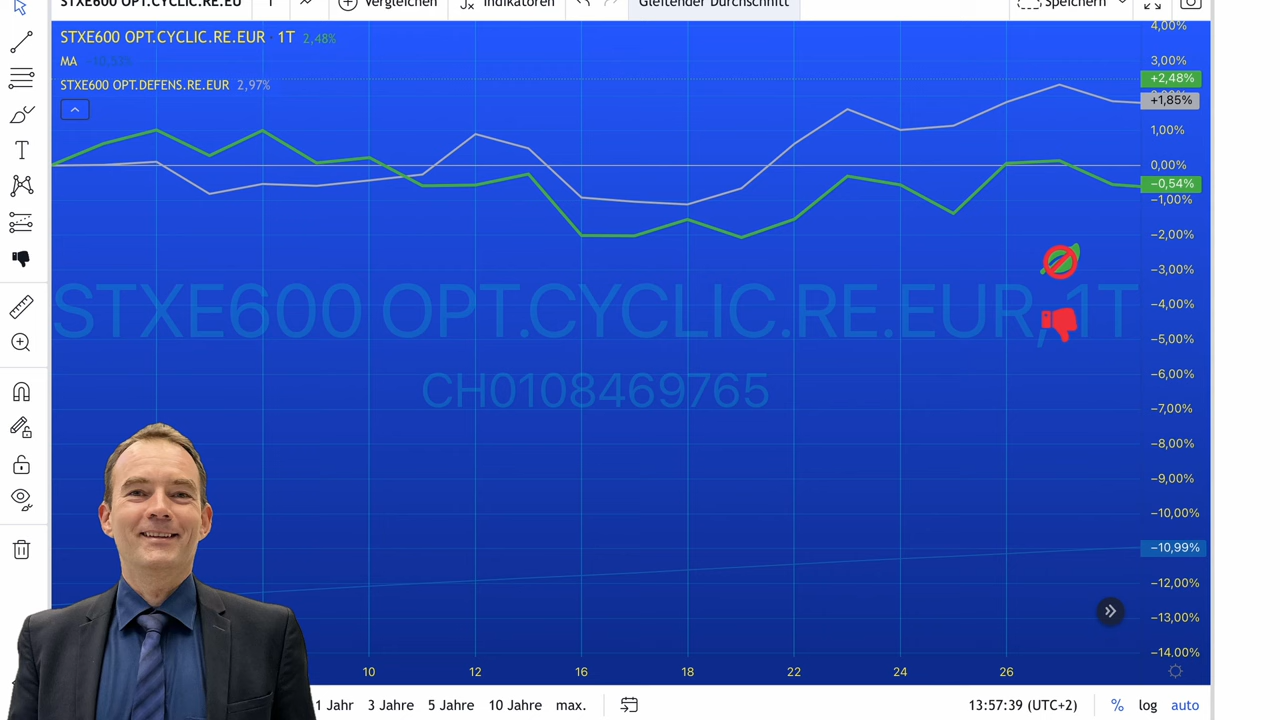 STXE600 OPT.CYCLIC.RE.EU
Vergleichen
Indikatoren
Gleitender Durchschnitt
Speichern
STXE600 OPT.CYCLIC.RE.EUR · 1T 2,48%
MA −10,53%
STXE600 OPT.DEFENS.RE.EUR 2,97%
4,00%
3,00%
+2,48%
+1,85%
1,00%
0,00%
−0,54%
−1,00%
−2,00%
−3,00%
−4,00%
−5,00%
−6,00%
−7,00%
−8,00%
−9,00%
−10,00%
−10,99%
−12,00%
−13,00%
−14,00%
STXE600 OPT.CYCLIC.RE.EUR, 1T
CH0108469765
10 12 16 18 22 24 26
1 Jahr 3 Jahre 5 Jahre 10 Jahre max.
13:57:39 (UTC+2) % log auto